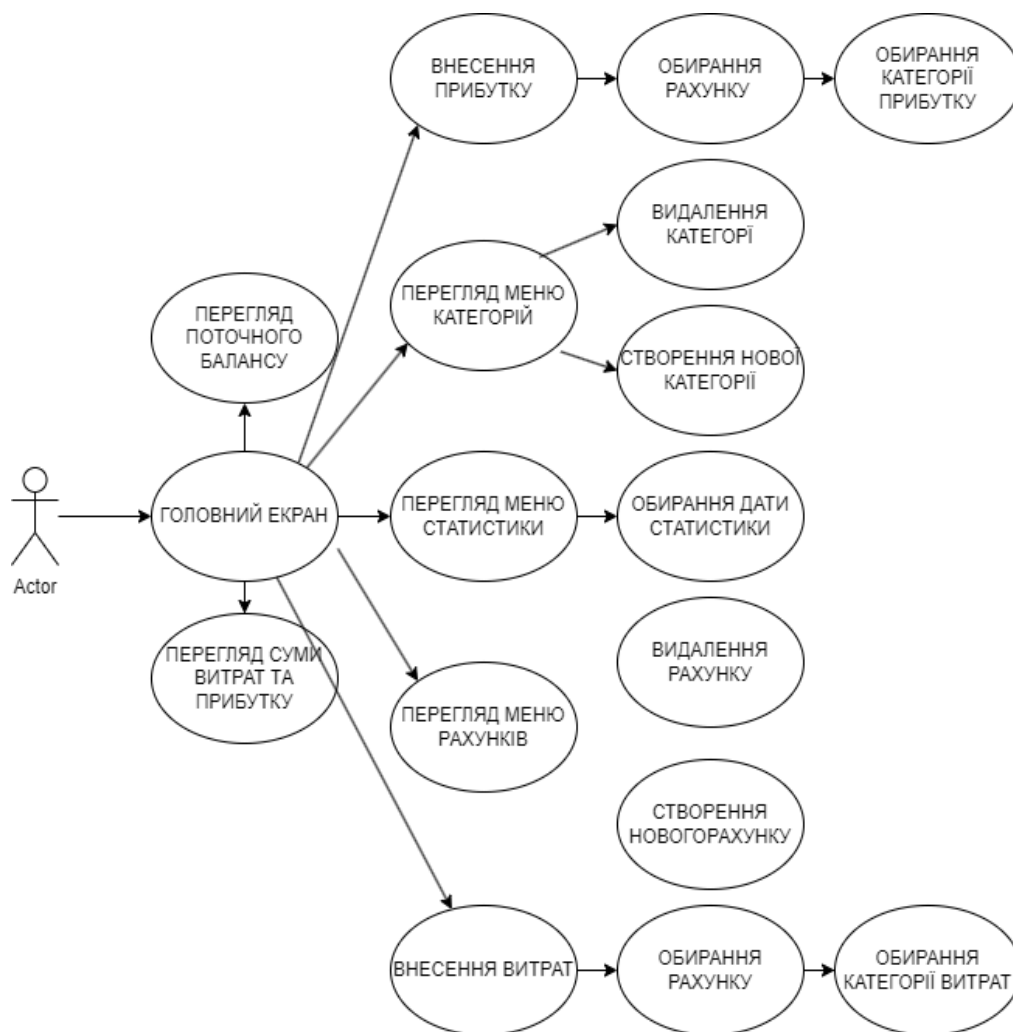 ВНЕСЕННЯ
ПРИБУТКУ
ОБИРАННЯ
РАХУНКУ
ОБИРАННЯ
КАТЕГОРІЇ
ПРИБУТКУ
ВИДАЛЕННЯ
КАТЕГОРЇ
ПЕРЕГЛЯД МЕНЮ
КАТЕГОРІЙ
СТВОРЕННЯ НОВОЇ
КАТЕГОРІЇ
ПЕРЕГЛЯД
ПОТОЧНОГО
БАЛАНСУ
Actor
ГОЛОВНИЙ ЕКРАН
ПЕРЕГЛЯД МЕНЮ
СТАТИСТИКИ
ОБИРАННЯ ДАТИ
СТАТИСТИКИ
ПЕРЕГЛЯД СУМИ
ВИТРАТ ТА
ПРИБУТКУ
ПЕРЕГЛЯД МЕНЮ
РАХУНКІВ
ВИДАЛЕННЯ
РАХУНКУ
СТВОРЕННЯ
НОВОГОРАХУНКУ
ВНЕСЕННЯ ВИТРАТ
ОБИРАННЯ
РАХУНКУ
ОБИРАННЯ
КАТЕГОРІЇ ВИТРАТ